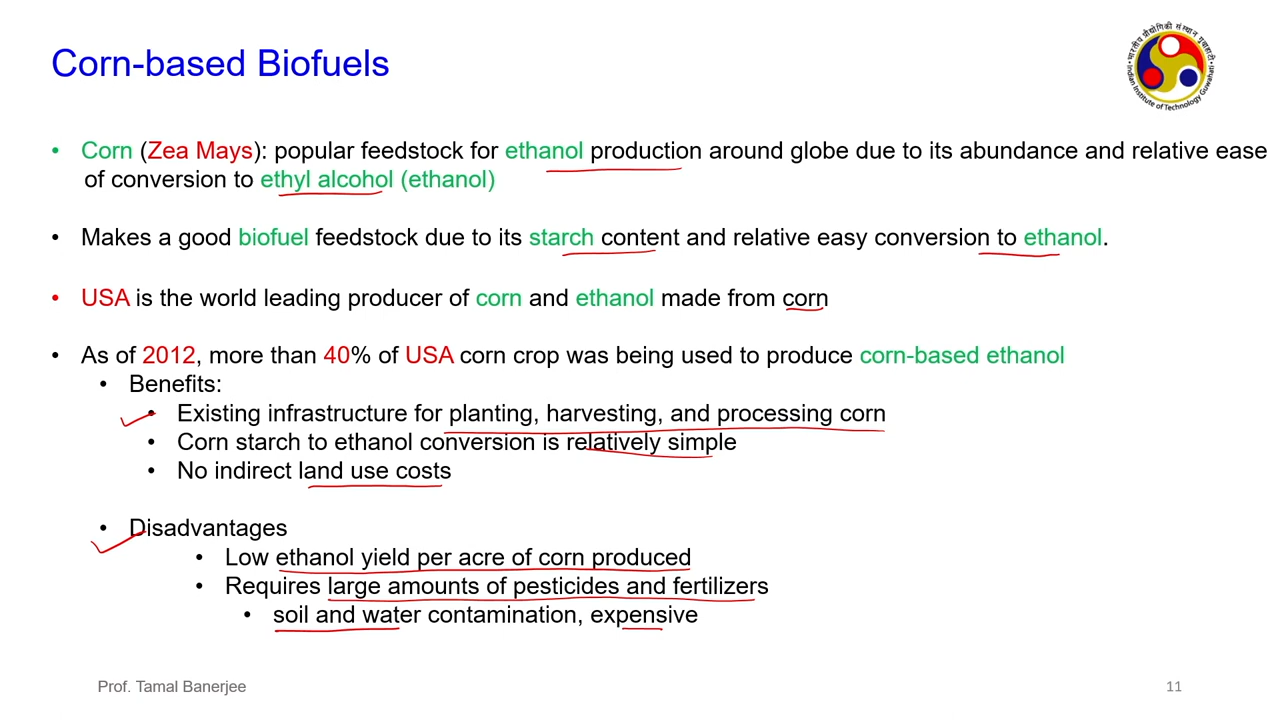 Corn-based Biofuels
भारतीय प्रौद्योगिकी संस्थान गुवाहाटी
Indian Institute of Technology Guwahati
• Corn (Zea Mays): popular feedstock for ethanol production around globe due to its abundance and relative ease
of conversion to ethyl alcohol (ethanol)
• Makes a good biofuel feedstock due to its starch content and relative easy conversion to ethanol.
• USA is the world leading producer of corn and ethanol made from corn
• As of 2012, more than 40% of USA corn crop was being used to produce corn-based ethanol
• Benefits:
• Existing infrastructure for planting, harvesting, and processing corn
• Corn starch to ethanol conversion is relatively simple
• No indirect land use costs
• Disadvantages
• Low ethanol yield per acre of corn produced
• Requires large amounts of pesticides and fertilizers
• soil and water contamination, expensive
Prof. Tamal Banerjee
11